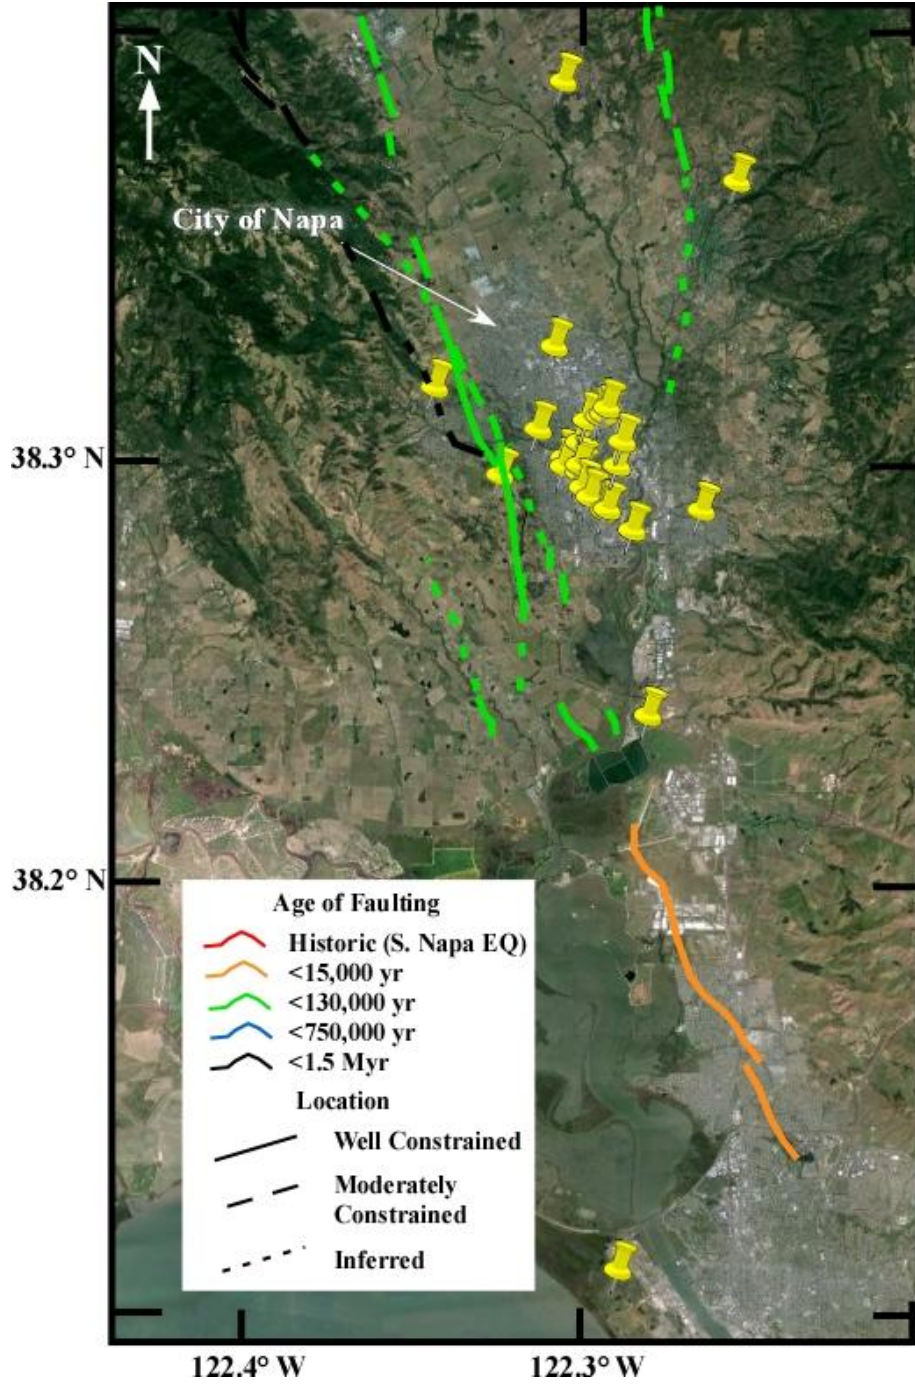 N
City of Napa
38.3° N
38.2° N
Age of Faulting
Historic (S. Napa EQ)
<15,000 yr
<130,000 yr
<750,000 yr
<1.5 Myr
Location
Well Constrained
Moderately
Constrained
Inferred
122.4° W
122.3° W